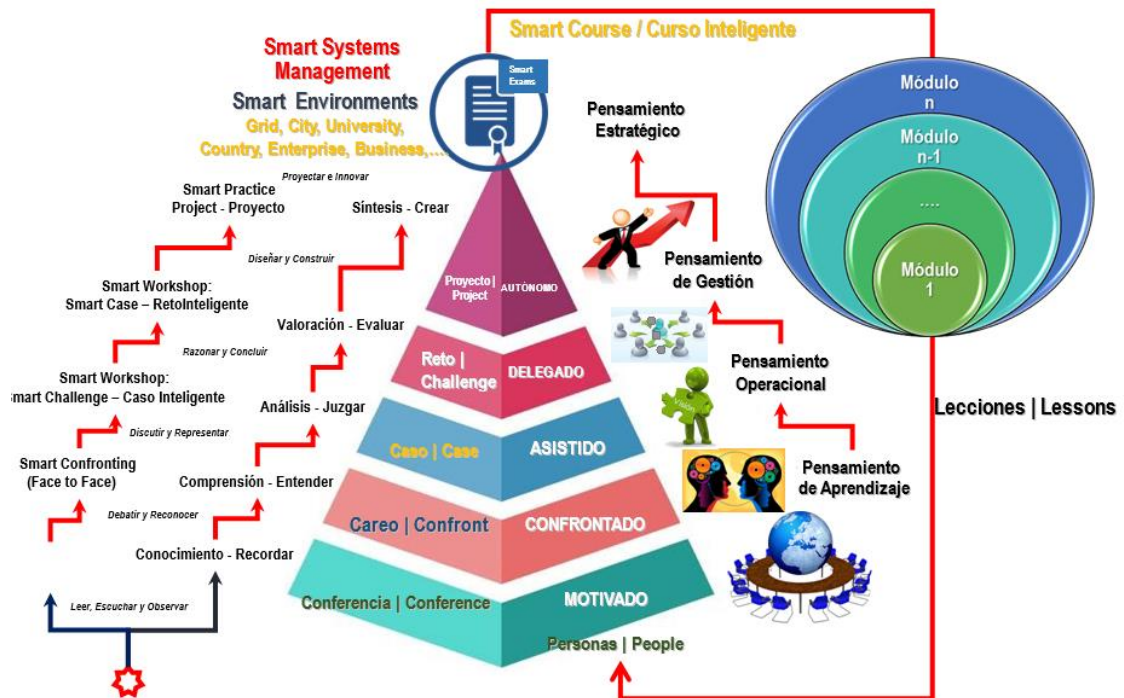 Smart Course / Curso Inteligente
Smart Systems
Management
Smart Environments
Grid, City, University,
Country, Enterprise, Business,...
Smart
Exams
Proyectar e Innovar
Smart Practice
Project - Proyecto
Diseñar y Construir
Smart Workshop:
Smart Case – RetoInteligente
Razonar y Concluir
Smart Workshop:
Smart Challenge – Caso Inteligente
Discutir y Representar
Smart Confronting
(Face to Face)
Debatir y Reconocer
Leer, Escuchar y Observar
Síntesis - Crear
Valoración - Evaluar
Análisis - Juzgar
Comprensión - Entender
Conocimiento - Recordar
Proyecto |
Project
AUTÓNOMO
Reto |
Challenge
DELEGADO
Caso | Case
ASISTIDO
Careo | Confront
CONFRONTADO
Conferencia | Conference
MOTIVADO
Personas | People
Pensamiento
Estratégico
Pensamiento
de Gestión
Pensamiento
Operacional
Visión
Pensamiento
de Aprendizaje
Módulo
n
Módulo
n-1
....
Módulo
1
Lecciones | Lessons